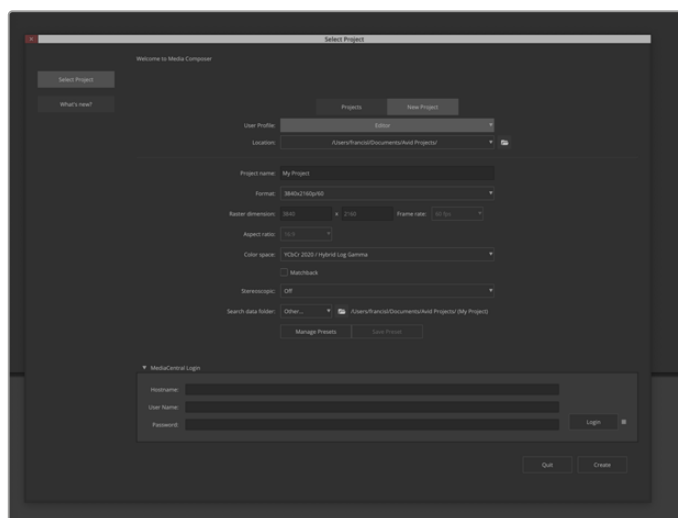 Select Project
Welcome to Media Composer
Select Project
What's new?
Projects New Project
User Profile: Editor
Location: /Users/francisl/Documents/Avid Projects/
Project name: My Project
Format: 3840x2160p/60
Raster dimension: 3840 x 2160 Frame rate: 60 fps
Aspect ratio: 16:9
Color space: YCbCr 2020 / Hybrid Log Gamma
Matchback
Stereoscopic: Off
Search data folder: Other... /Users/francisl/Documents/Avid Projects/ (My Project)
Manage Presets Save Preset
MediaCentral Login
Hostname:
User Name:
Password:
Login
Quit Create